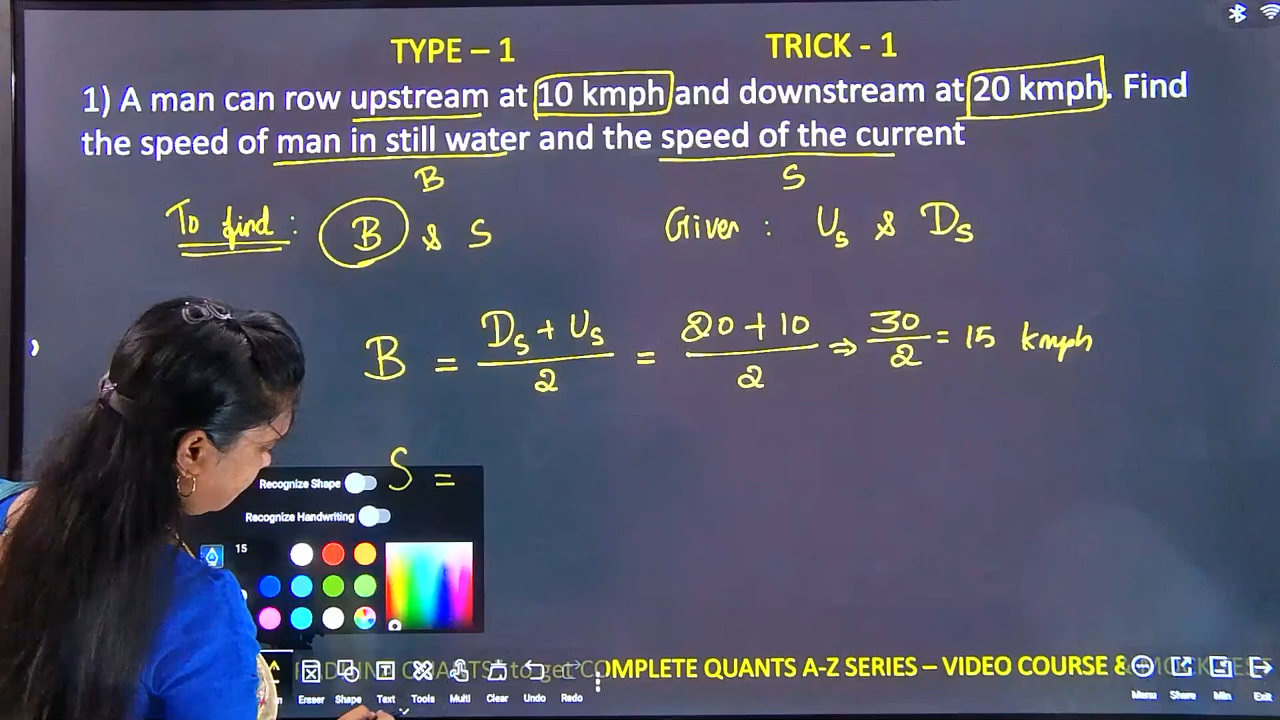 TYPE – 1 TRICK - 1
1) A man can row upstream at 10 kmph and downstream at 20 kmph. Find
the speed of man in still water and the speed of the current
B S
To find : B & S Given : Us & Ds
B = Ds + Us / 2 = 20 + 10 / 2 ⇒ 30 / 2 = 15 kmph
S =
Recognize Shape
Recognize Handwriting
15
to get COMPLETE QUANTS A-Z SERIES – VIDEO COURSE &
Eraser Shape Text Tools Multi Clear Undo Redo Menu Share Min Exit